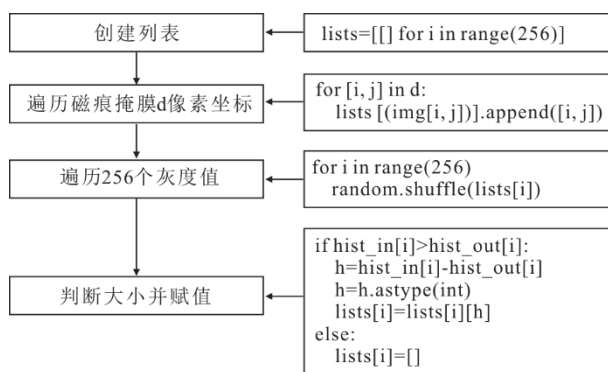 创建列表
lists=[[] for i in range(256)]
遍历磁痕掩膜d像素坐标
for [i, j] in d:
lists [(img[i, j])].append([i, j])
遍历256个灰度值
for i in range(256)
random.shuffle(lists[i])
判断大小并赋值
if hist_in[i]>hist_out[i]:
h=hist_in[i]-hist_out[i]
h=h.astype(int)
lists[i]=lists[i][h]
else:
lists[i]=[]